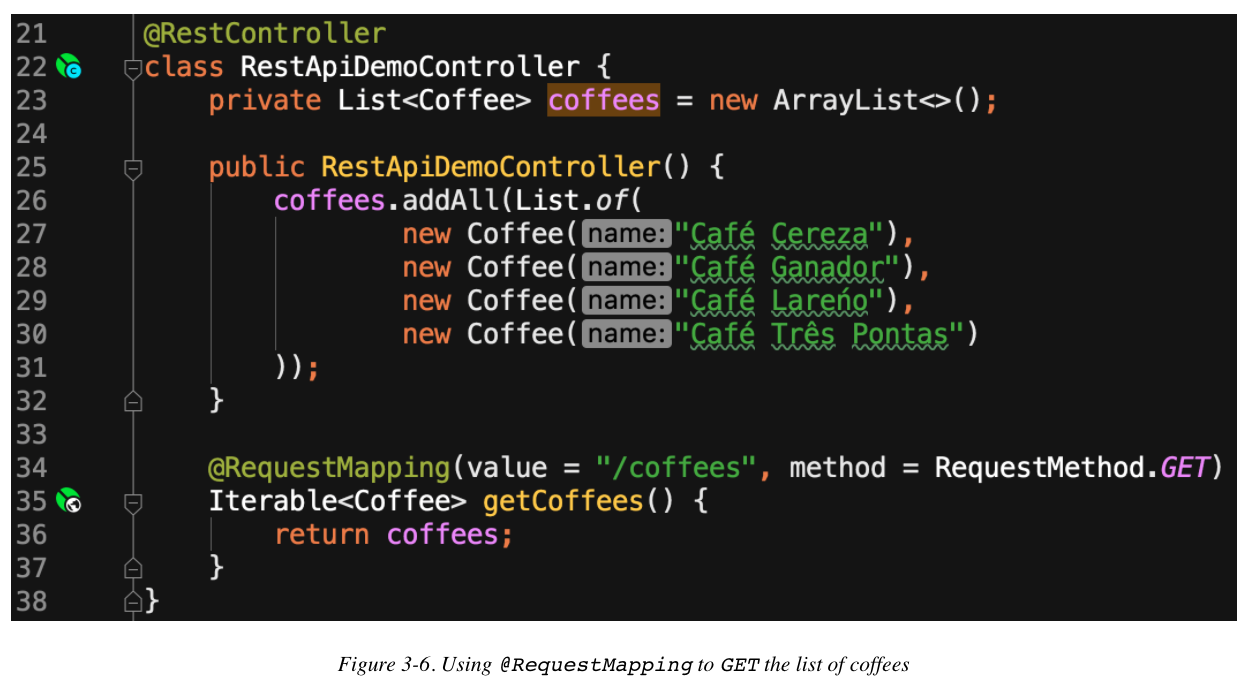 21 @RestController
22 class RestApiDemoController {
23 private List<Coffee> coffees = new ArrayList<>();
24
25 public RestApiDemoController() {
26 coffees.addAll(List.of(
27 new Coffee( name: "Café Cereza"),
28 new Coffee( name: "Café Ganador"),
29 new Coffee( name: "Café Lareńo"),
30 new Coffee( name: "Café Três Pontas")
31 ));
32 }
33
34 @RequestMapping(value = "/coffees", method = RequestMethod.GET)
35 Iterable<Coffee> getCoffees() {
36 return coffees;
37 }
38 }
Figure 3-6. Using @RequestMapping to GET the list of coffees